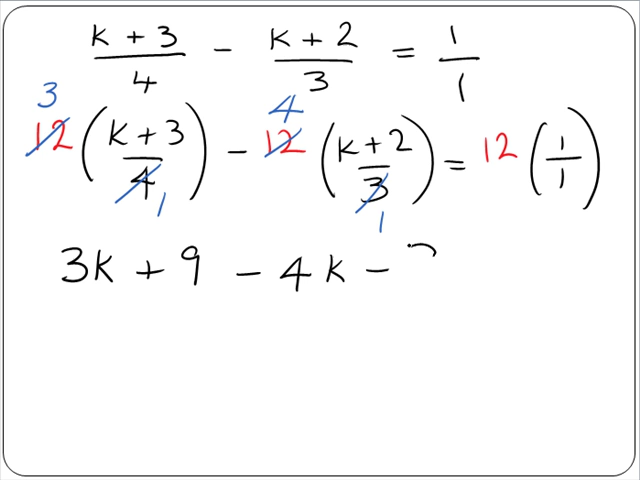 k + 3 / 4 − k + 2 / 3 = 1 / 1
3 4
12 ( k + 3 / 4 ) − 12 ( k + 2 / 3 ) = 12 ( 1 / 1 )
1 1
3k + 9 − 4k −